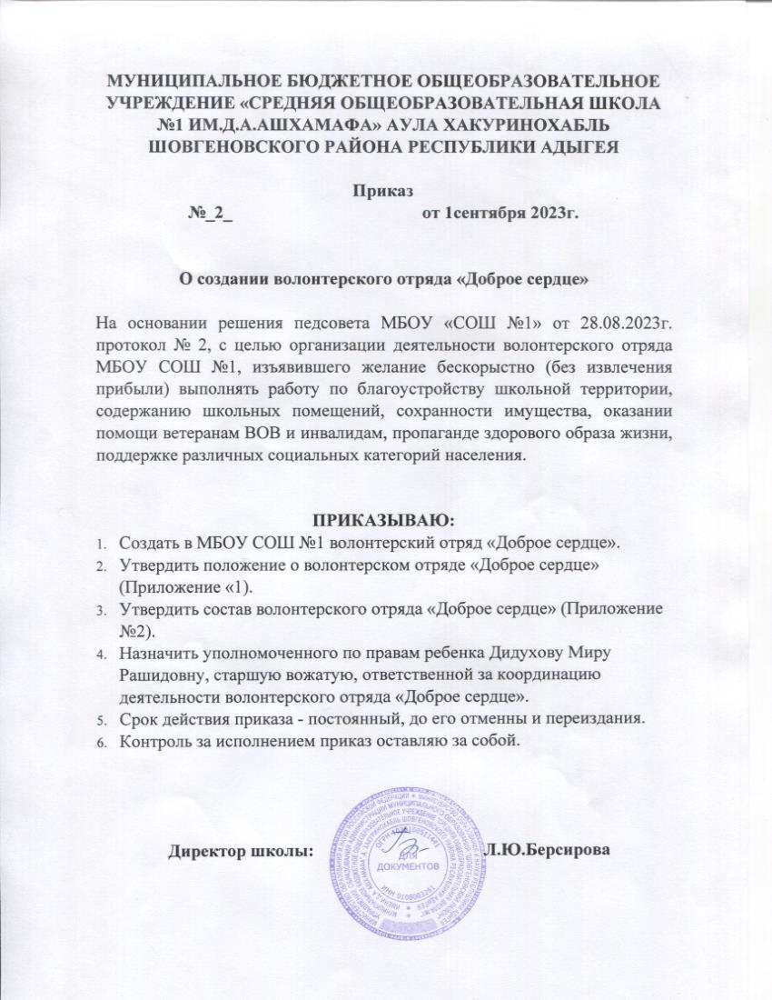 МУНИЦИПАЛЬНОЕ БЮДЖЕТНОЕ ОБЩЕОБРАЗОВАТЕЛЬНОЕ
УЧРЕЖДЕНИЕ «СРЕДНЯЯ ОБЩЕОБРАЗОВАТЕЛЬНАЯ ШКОЛА
№1 ИМ.Д.А.АШХАМАФА» АУЛА ХАКУРИНОХАБЛЬ
ШОВГЕНОВСКОГО РАЙОНА РЕСПУБЛИКИ АДЫГЕЯ
Приказ
№_2_ от 1сентября 2023г.
О создании волонтерского отряда «Доброе сердце»
На основании решения педсовета МБОУ «СОШ №1» от 28.08.2023г.
протокол № 2, с целью организации деятельности волонтерского отряда
МБОУ СОШ №1, изъявившего желание бескорыстно (без извлечения
прибыли) выполнять работу по благоустройству школьной территории,
содержанию школьных помещений, сохранности имущества, оказании
помощи ветеранам ВОВ и инвалидам, пропаганде здорового образа жизни,
поддержке различных социальных категорий населения.
ПРИКАЗЫВАЮ:
1. Создать в МБОУ СОШ №1 волонтерский отряд «Доброе сердце».
2. Утвердить положение о волонтерском отряде «Доброе сердце»
(Приложение «1).
3. Утвердить состав волонтерского отряда «Доброе сердце» (Приложение
№2).
4. Назначить уполномоченного по правам ребенка Дидухову Миру
Рашидовну, старшую вожатую, ответственной за координацию
деятельности волонтерского отряда «Доброе сердце».
5. Срок действия приказа - постоянный, до его отменны и переиздания.
6. Контроль за исполнением приказ оставляю за собой.
Директор школы: Л.Ю.Берсирова
ДЛЯ
ДОКУМЕНТОВ
ИНН 0108003261